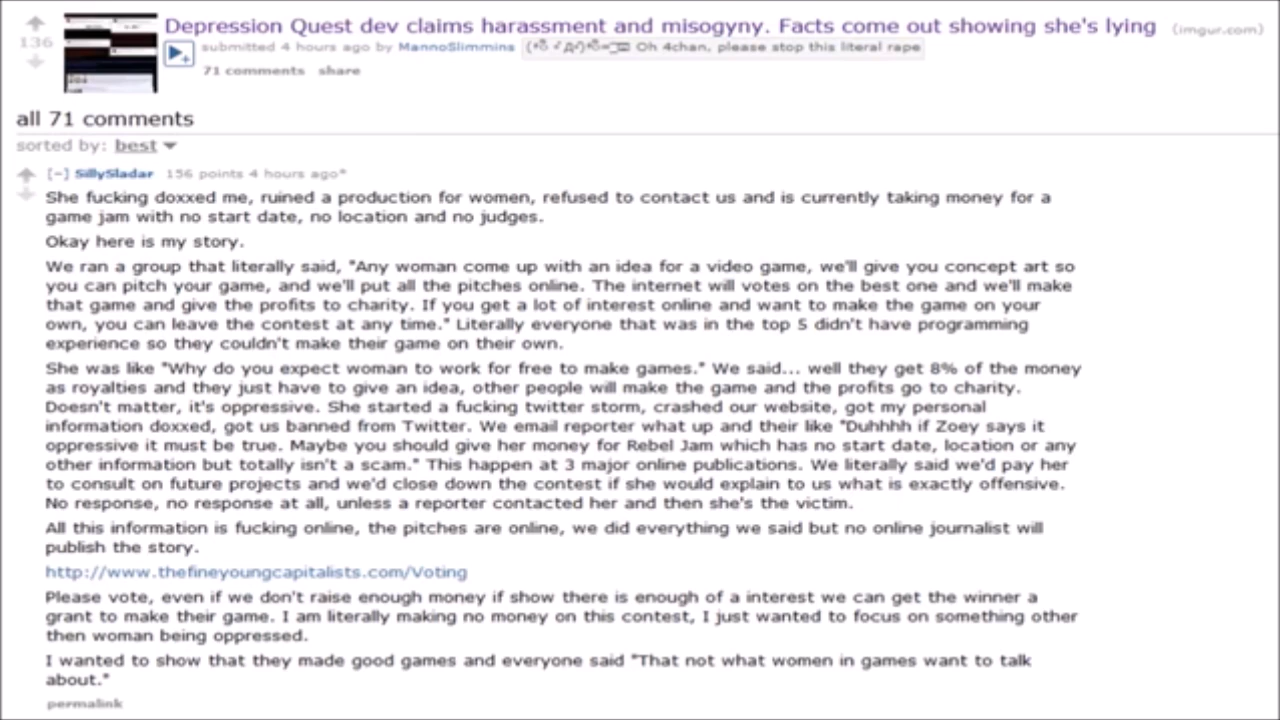 136
Depression Quest dev claims harassment and misogyny. Facts come out showing she's lying (imgur.com)
submitted 4 hours ago by MannoSlimmins Oh 4chan, please stop this literal rape
71 comments share
all 71 comments
sorted by: best
[-] SillySladar 156 points 4 hours ago*
She fucking doxxed me, ruined a production for women, refused to contact us and is currently taking money for a
game jam with no start date, no location and no judges.
Okay here is my story.
We ran a group that literally said, "Any woman come up with an idea for a video game, we'll give you concept art so
you can pitch your game, and we'll put all the pitches online. The internet will votes on the best one and we'll make
that game and give the profits to charity. If you get a lot of interest online and want to make the game on your
own, you can leave the contest at any time." Literally everyone that was in the top 5 didn't have programming
experience so they couldn't make their game on their own.
She was like "Why do you expect woman to work for free to make games." We said... well they get 8% of the money
as royalties and they just have to give an idea, other people will make the game and the profits go to charity.
Doesn't matter, it's oppressive. She started a fucking twitter storm, crashed our website, got my personal
information doxxed, got us banned from Twitter. We email reporter what up and their like "Duhhhh if Zoey says it
oppressive it must be true. Maybe you should give her money for Rebel Jam which has no start date, location or any
other information but totally isn't a scam." This happen at 3 major online publications. We literally said we'd pay her
to consult on future projects and we'd close down the contest if she would explain to us what is exactly offensive.
No response, no response at all, unless a reporter contacted her and then she's the victim.
All this information is fucking online, the pitches are online, we did everything we said but no online journalist will
publish the story.
http://www.thefineyoungcapitalists.com/Voting
Please vote, even if we don't raise enough money if show there is enough of a interest we can get the winner a
grant to make their game. I am literally making no money on this contest, I just wanted to focus on something other
then woman being oppressed.
I wanted to show that they made good games and everyone said "That not what women in games want to talk
about."
permalink